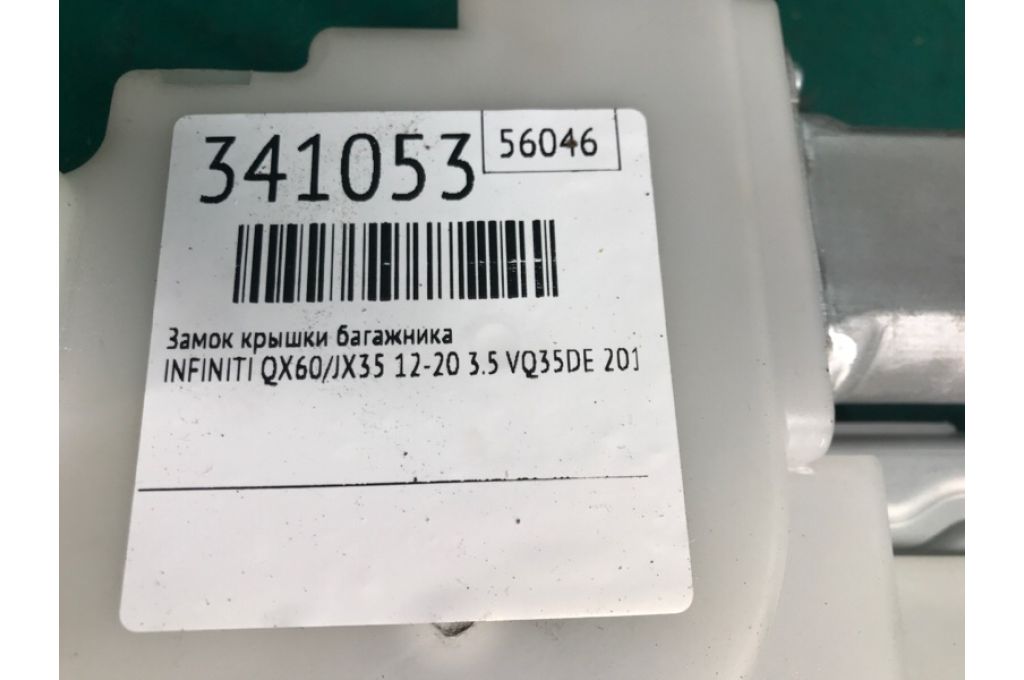 341053
56046
Замок крышки багажника
INFINITI QX60/JX35 12-20 3.5 VQ35DE 201